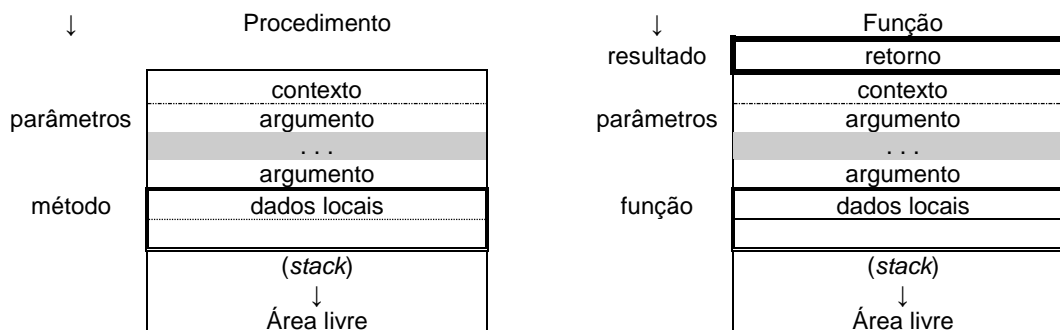 ↓ Procedimento
contexto
parâmetros argumento
. . .
argumento
método dados locais
(stack)
↓
Área livre
↓ Função
resultado retorno
contexto
parâmetros argumento
. . .
argumento
função dados locais
(stack)
↓
Área livre